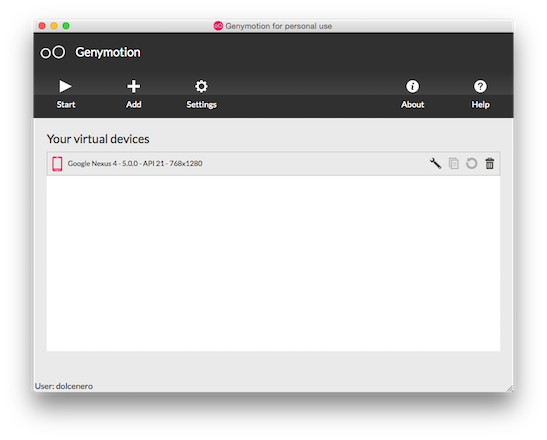 Genymotion for personal use
Genymotion
Start Add Settings About Help
Your virtual devices
Google Nexus 4 - 5.0.0 - API 21 - 768x1280
User: dolcenero